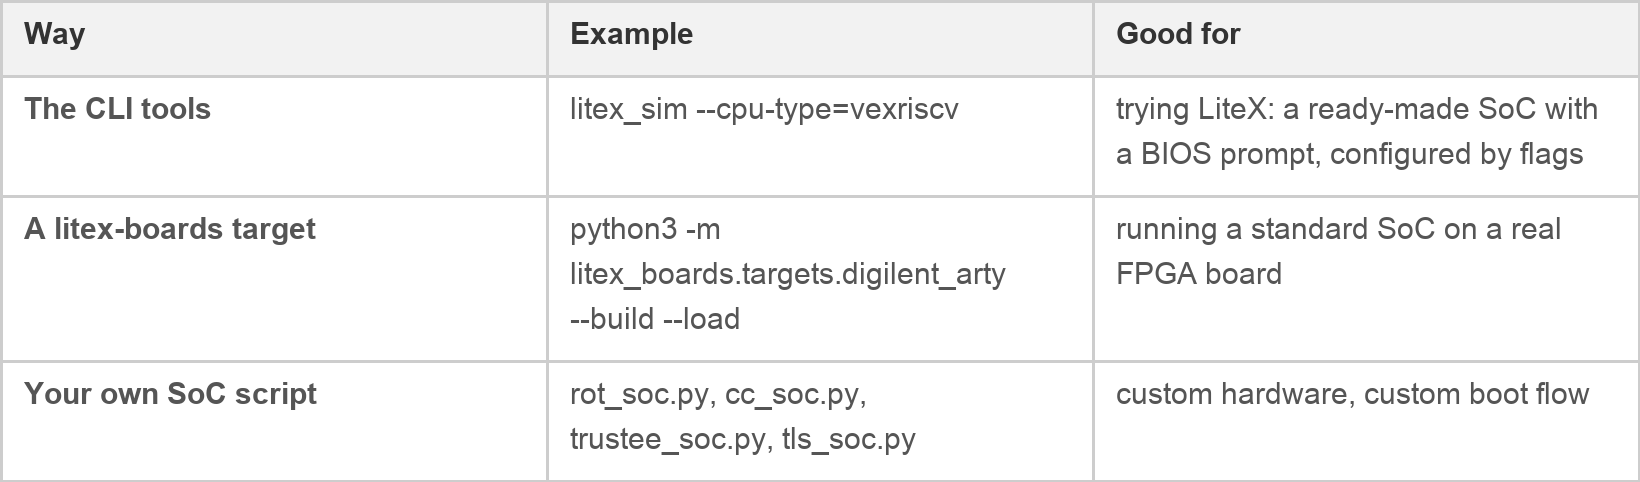 Way
Example
Good for
The CLI tools
litex_sim --cpu-type=vexriscv
trying LiteX: a ready-made SoC with
a BIOS prompt, configured by flags
A litex-boards target
python3 -m
litex_boards.targets.digilent_arty
--build --load
running a standard SoC on a real
FPGA board
Your own SoC script
rot_soc.py, cc_soc.py,
trustee_soc.py, tls_soc.py
custom hardware, custom boot flow